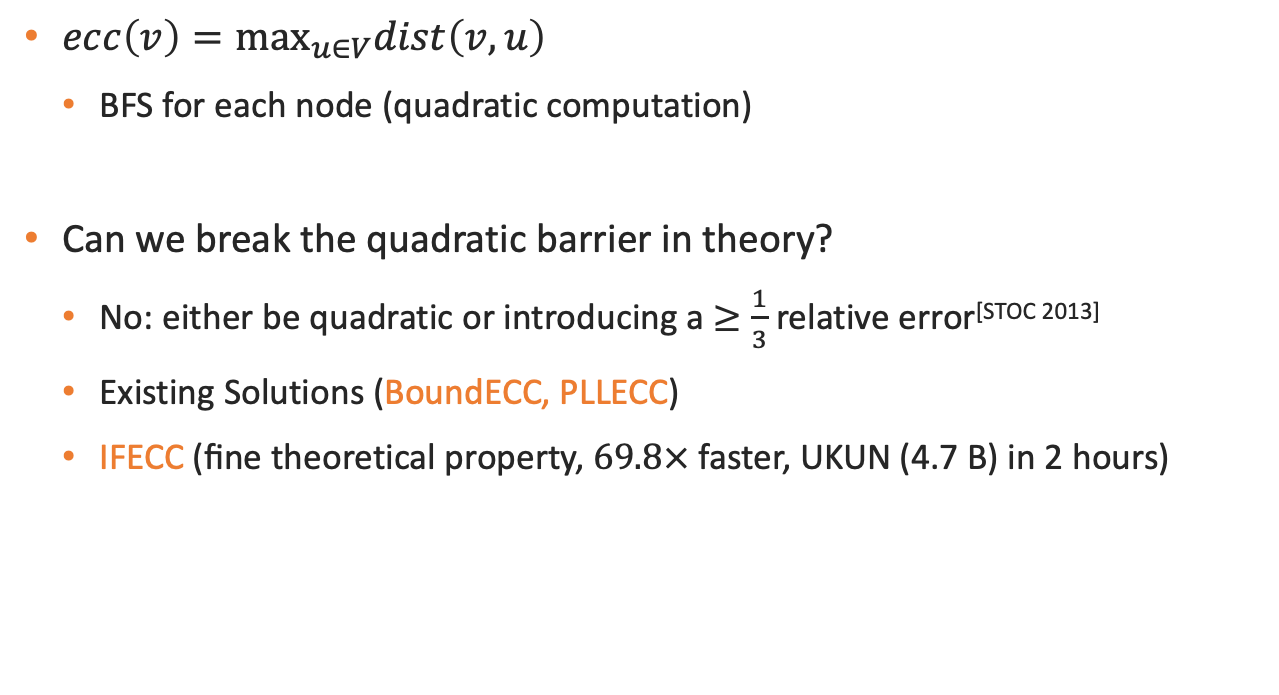 • ecc(v) = max_{u∈V} dist(v, u)
• BFS for each node (quadratic computation)
• Can we break the quadratic barrier in theory?
• No: either be quadratic or introducing a ≥ 1/3 relative error[STOC 2013]
• Existing Solutions (BoundECC, PLLECC)
• IFECC (fine theoretical property, 69.8× faster, UKUN (4.7 B) in 2 hours)